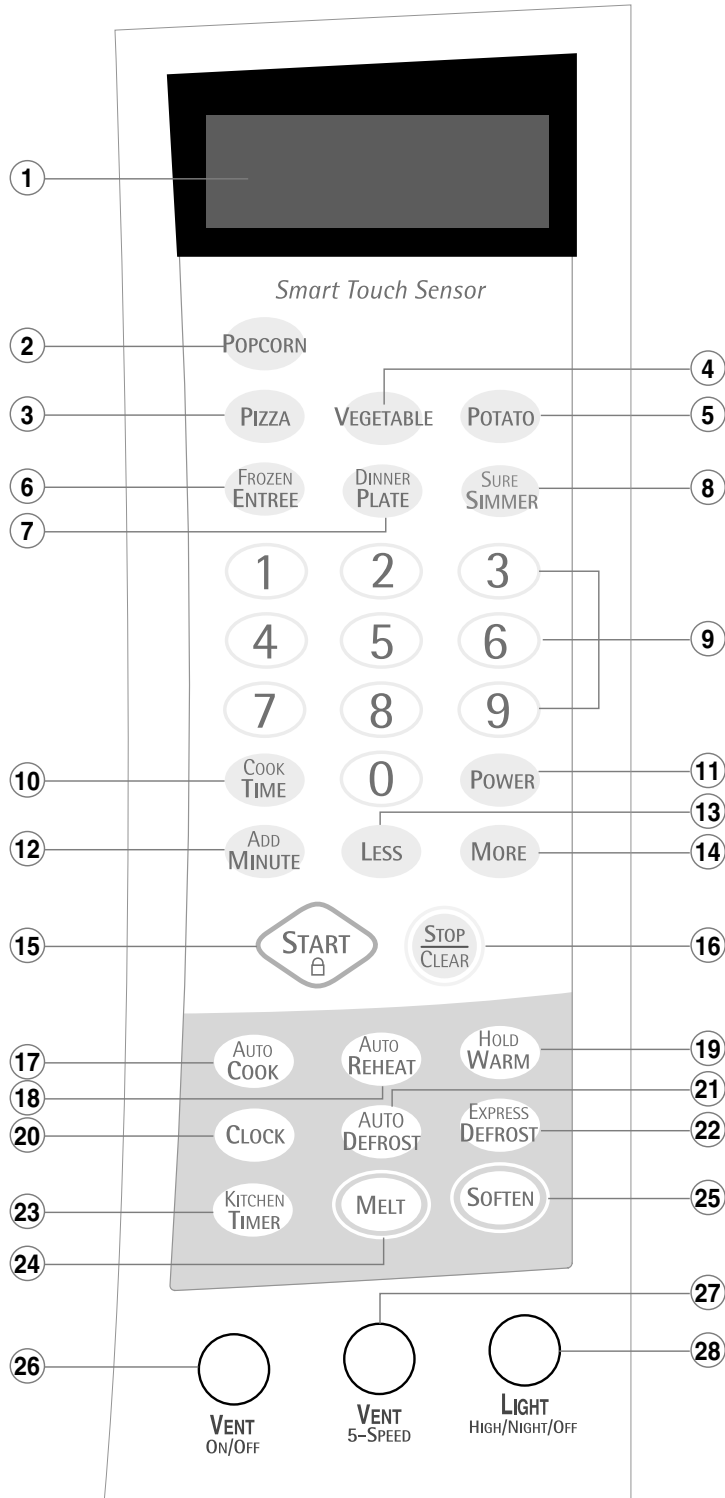 1
Smart Touch Sensor
2
POPCORN
4
3
PIZZA
VEGETABLE
POTATO
5
6
FROZEN
ENTREE
DINNER
PLATE
SURE
SIMMER
8
7
1
2
3
4
5
6
9
7
8
9
10
COOK
TIME
0
POWER
11
13
12
ADD
MINUTE
LESS
MORE
14
15
START
STOP
CLEAR
16
17
AUTO
COOK
AUTO
REHEAT
HOLD
WARM
19
18
21
20
CLOCK
AUTO
DEFROST
EXPRESS
DEFROST
22
23
KITCHEN
TIMER
MELT
SOFTEN
25
24
27
26
28
VENT
ON/OFF
VENT
5-SPEED
LIGHT
HIGH/NIGHT/OFF